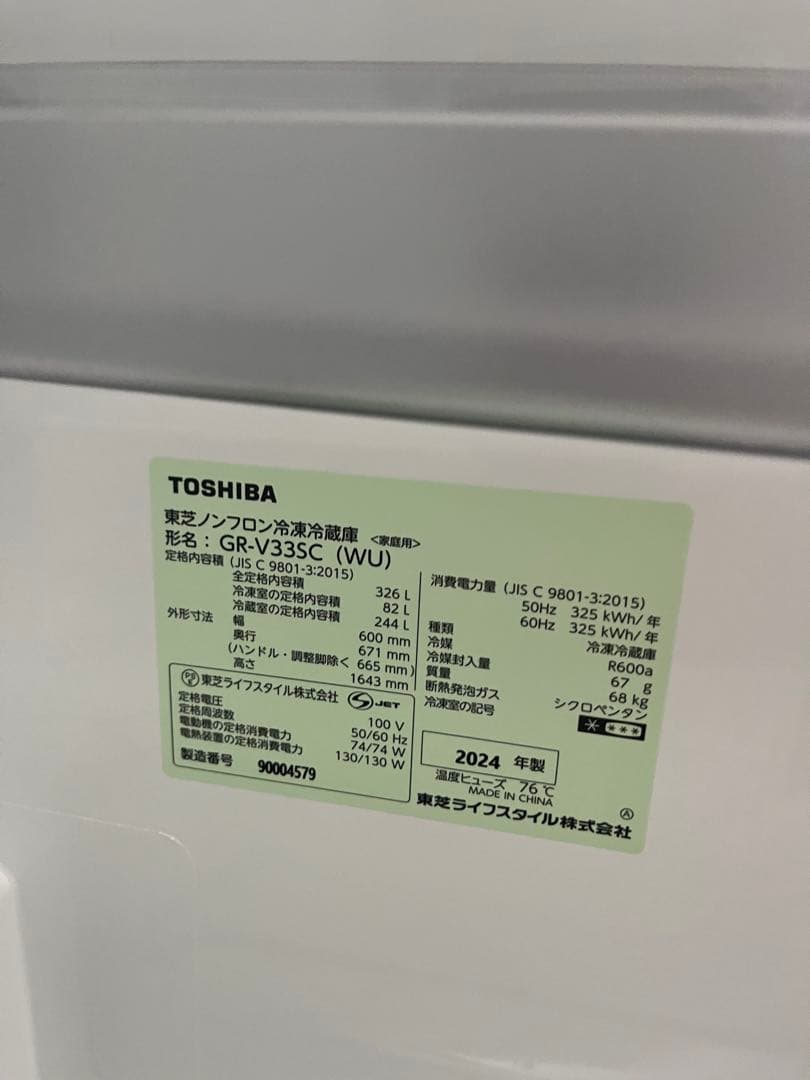 TOSHIBA
東芝ノンフロン冷凍冷蔵庫 <家庭用>
形名： GR-V33SC (WU)
定格内容積 (JIS C 9801-3:2015)
全定格内容積 326 L
冷凍室の定格内容積 82 L
冷蔵室の定格内容積 244 L
外形寸法 幅 600 mm
奥行 671 mm
(ハンドル・調整脚除く 665 mm)
高さ 1643 mm
PS E 東芝ライフスタイル株式会社 S JET
定格電圧 100 V
定格周波数 50/60 Hz
電動機の定格消費電力 74/74 W
電熱装置の定格消費電力 130/130 W
製造番号 90004579
消費電力量 (JIS C 9801-3:2015)
50Hz 325 kWh/年
60Hz 325 kWh/年
種類 冷凍冷蔵庫
冷媒 R600a
冷媒封入量 67 g
質量 68 kg
断熱発泡ガス シクロペンタン
冷凍室の記号 * ***
2024 年製
温度ヒューズ 76℃
MADE IN CHINA
東芝ライフスタイル株式会社 Ⓐ